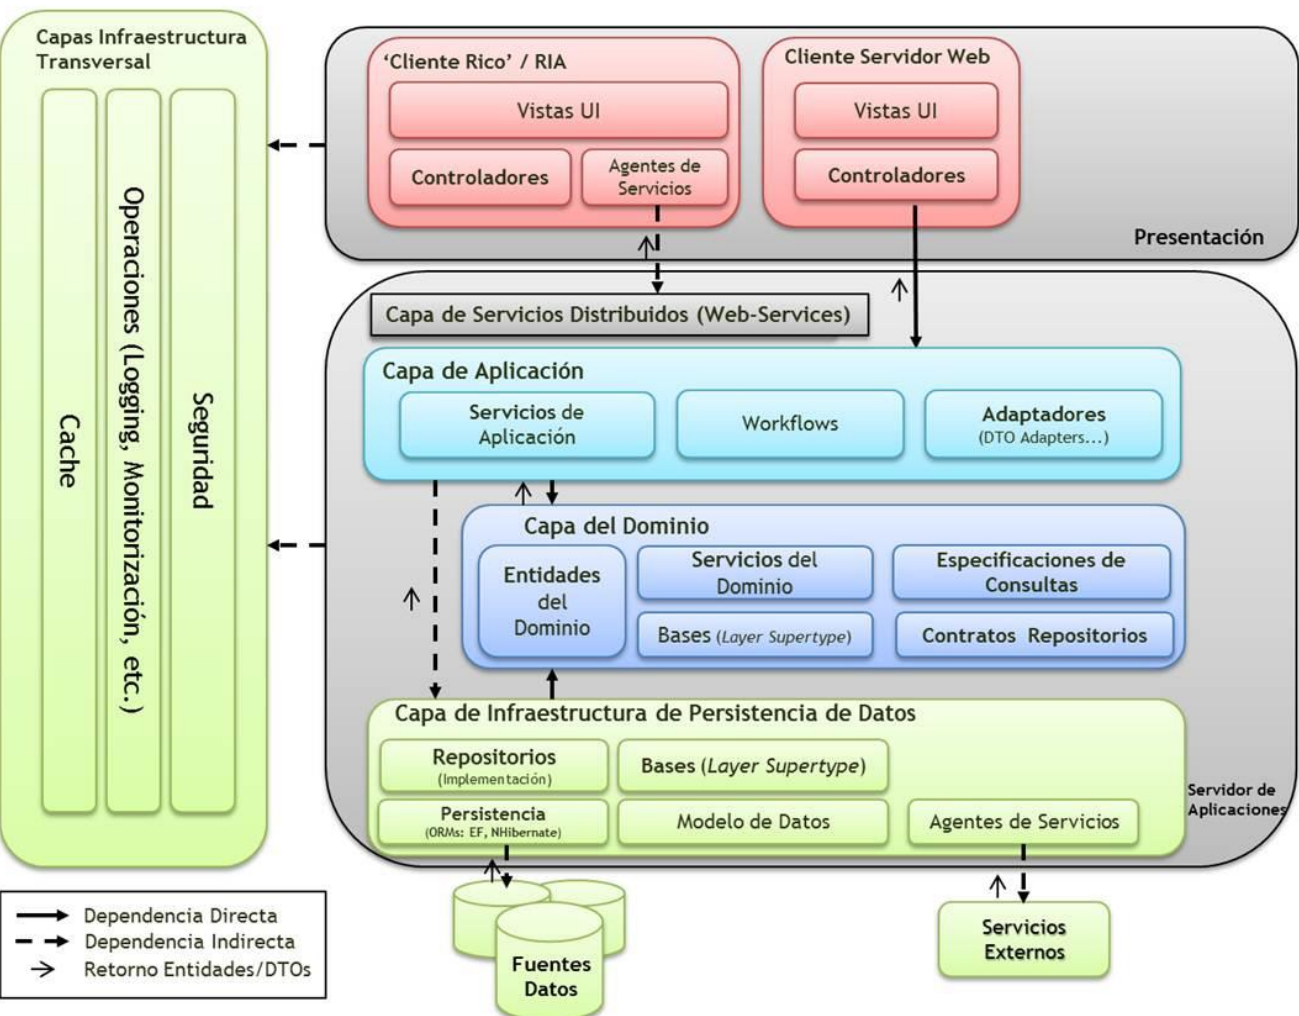 Capas Infraestructura
Transversal
Cache
Operaciones (Logging, Monitorización, etc.)
Seguridad
‘Cliente Rico’ / RIA
Vistas UI
Controladores
Agentes de
Servicios
Cliente Servidor Web
Vistas UI
Controladores
Presentación
Capa de Servicios Distribuidos (Web-Services)
Capa de Aplicación
Servicios de
Aplicación
Workflows
Adaptadores
(DTO Adapters...)
Capa del Dominio
Entidades
del
Dominio
Servicios del
Dominio
Especificaciones de
Consultas
Bases (Layer Supertype)
Contratos Repositorios
Capa de Infraestructura de Persistencia de Datos
Repositorios
(Implementación)
Bases (Layer Supertype)
Persistencia
(ORMs: EF, NHibernate)
Modelo de Datos
Agentes de Servicios
Servidor de
Aplicaciones
Fuentes
Datos
Servicios
Externos
Dependencia Directa
Dependencia Indirecta
Retorno Entidades/DTOs